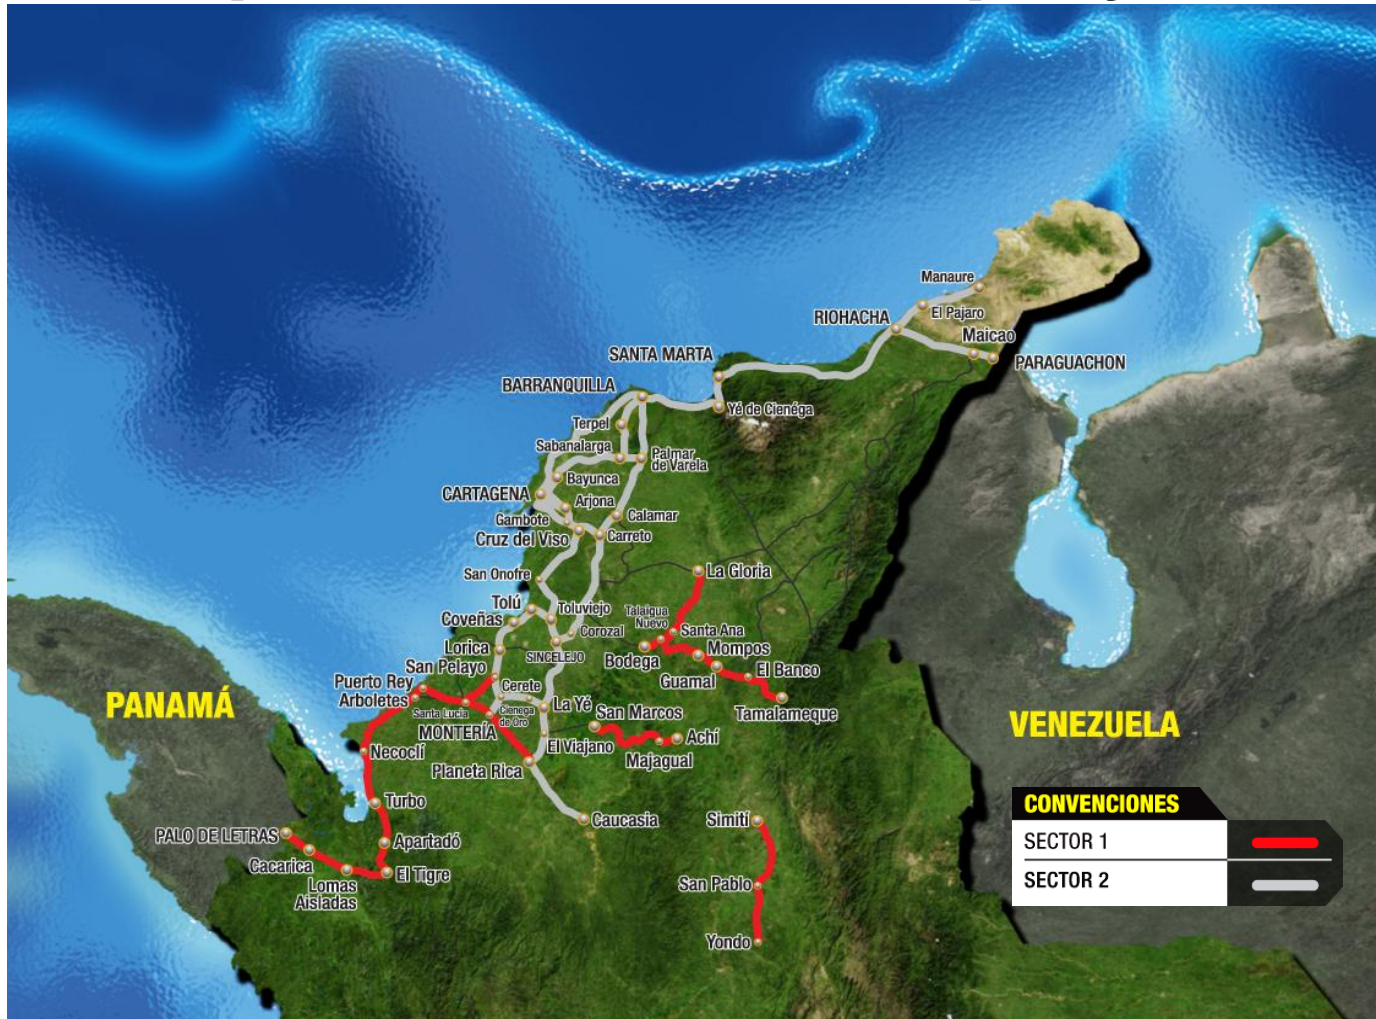 Manaure
El Pajaro
RIOHACHA
Maicao
SANTA MARTA
PARAGUACHON
BARRANQUILLA
Yé de Cienéga
Terpel
Sabanalarga
Palmar
de Varela
Bayunca
CARTAGENA
Arjona
Gambote
Calamar
Cruz del Viso
Carreto
San Onofre
La Gloria
Tolú
Toluviejo
Coveñas
Talaigua
Nuevo
Santa Ana
Corozal
Lorica
SINCELEJO
Mompos
Bodega
San Pelayo
El Banco
Guamal
Puerto Rey
Cerete
Arboletes
PANAMÁ
Santa Lucia
Cienega
de Oro
La Yé
San Marcos
Tamalameque
VENEZUELA
MONTERÍA
Achí
El Viajano
Necoclí
Majagual
Planeta Rica
Turbo
CONVENCIONES
Caucasia
Simití
PALO DE LETRAS
Apartadó
SECTOR 1
Cacarica
El Tigre
Lomas
Aisladas
San Pablo
SECTOR 2
Yondo